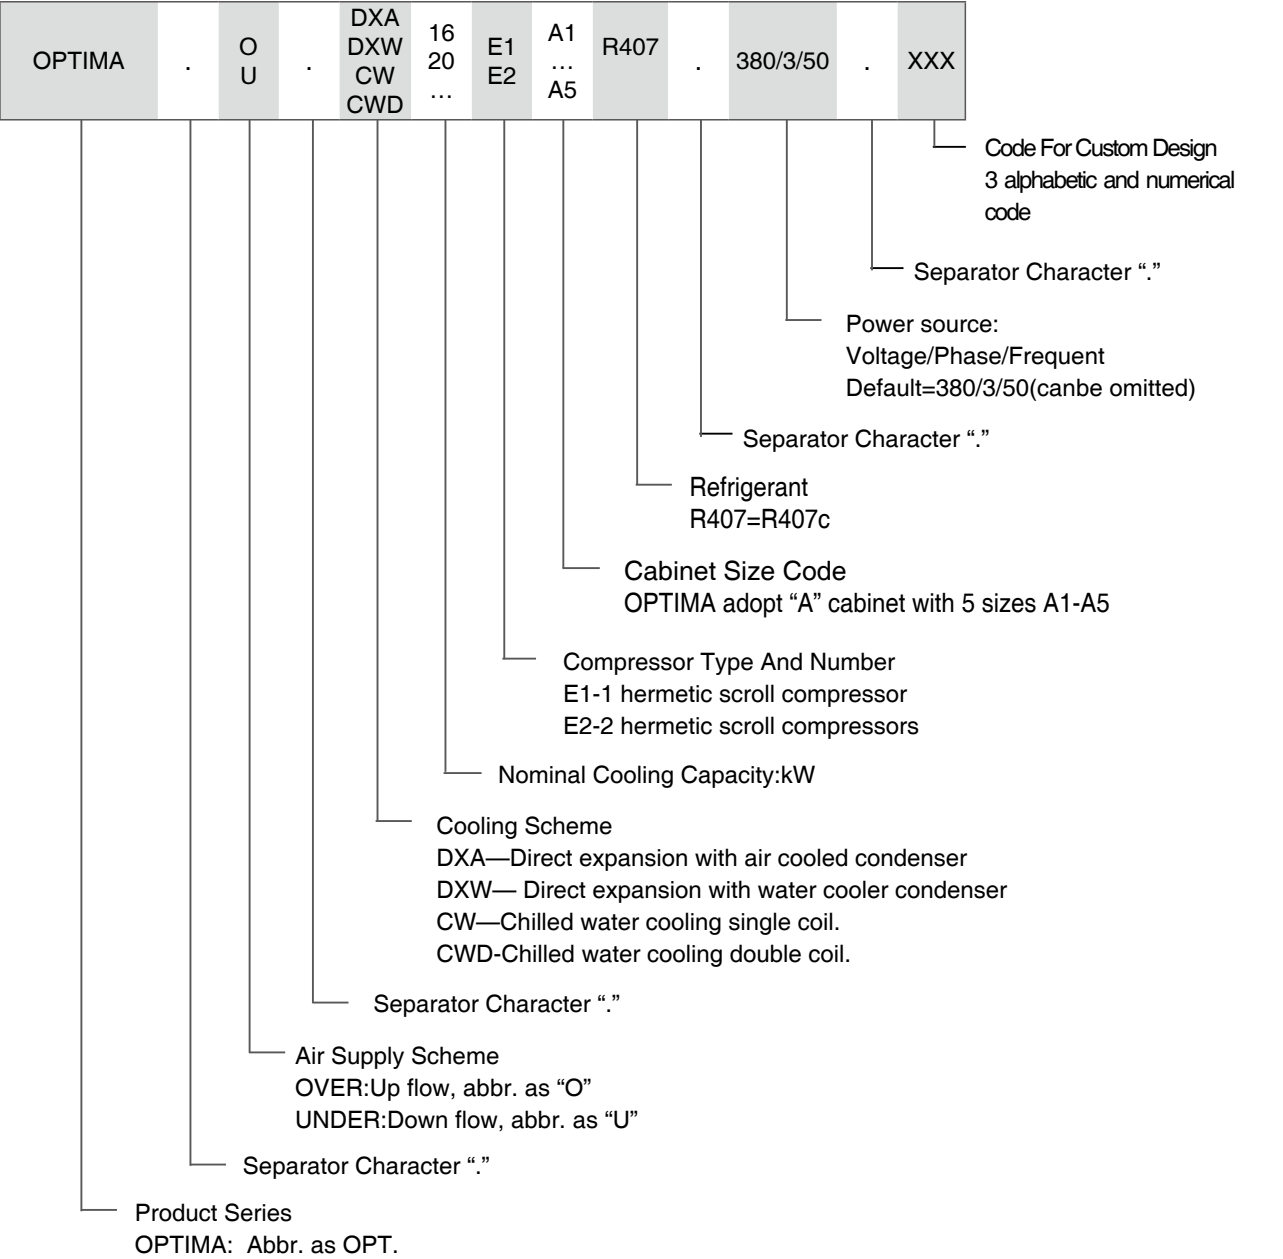 OPTIMA . O . DXA 16 E1 A1 R407 . 380/3/50 . XXX
U DXW 20 E2 … 
CW … A5
CWD
Code For Custom Design
3 alphabetic and numerical
code
Separator Character “.”
Power source:
Voltage/Phase/Frequent
Default=380/3/50(canbe omitted)
Separator Character “.”
Refrigerant
R407=R407c
Cabinet Size Code
OPTIMA adopt “A” cabinet with 5 sizes A1-A5
Compressor Type And Number
E1-1 hermetic scroll compressor
E2-2 hermetic scroll compressors
Nominal Cooling Capacity:kW
Cooling Scheme
DXA—Direct expansion with air cooled condenser
DXW— Direct expansion with water cooler condenser
CW—Chilled water cooling single coil.
CWD-Chilled water cooling double coil.
Separator Character “.”
Air Supply Scheme
OVER:Up flow, abbr. as “O”
UNDER:Down flow, abbr. as “U”
Separator Character “.”
Product Series
OPTIMA: Abbr. as OPT.